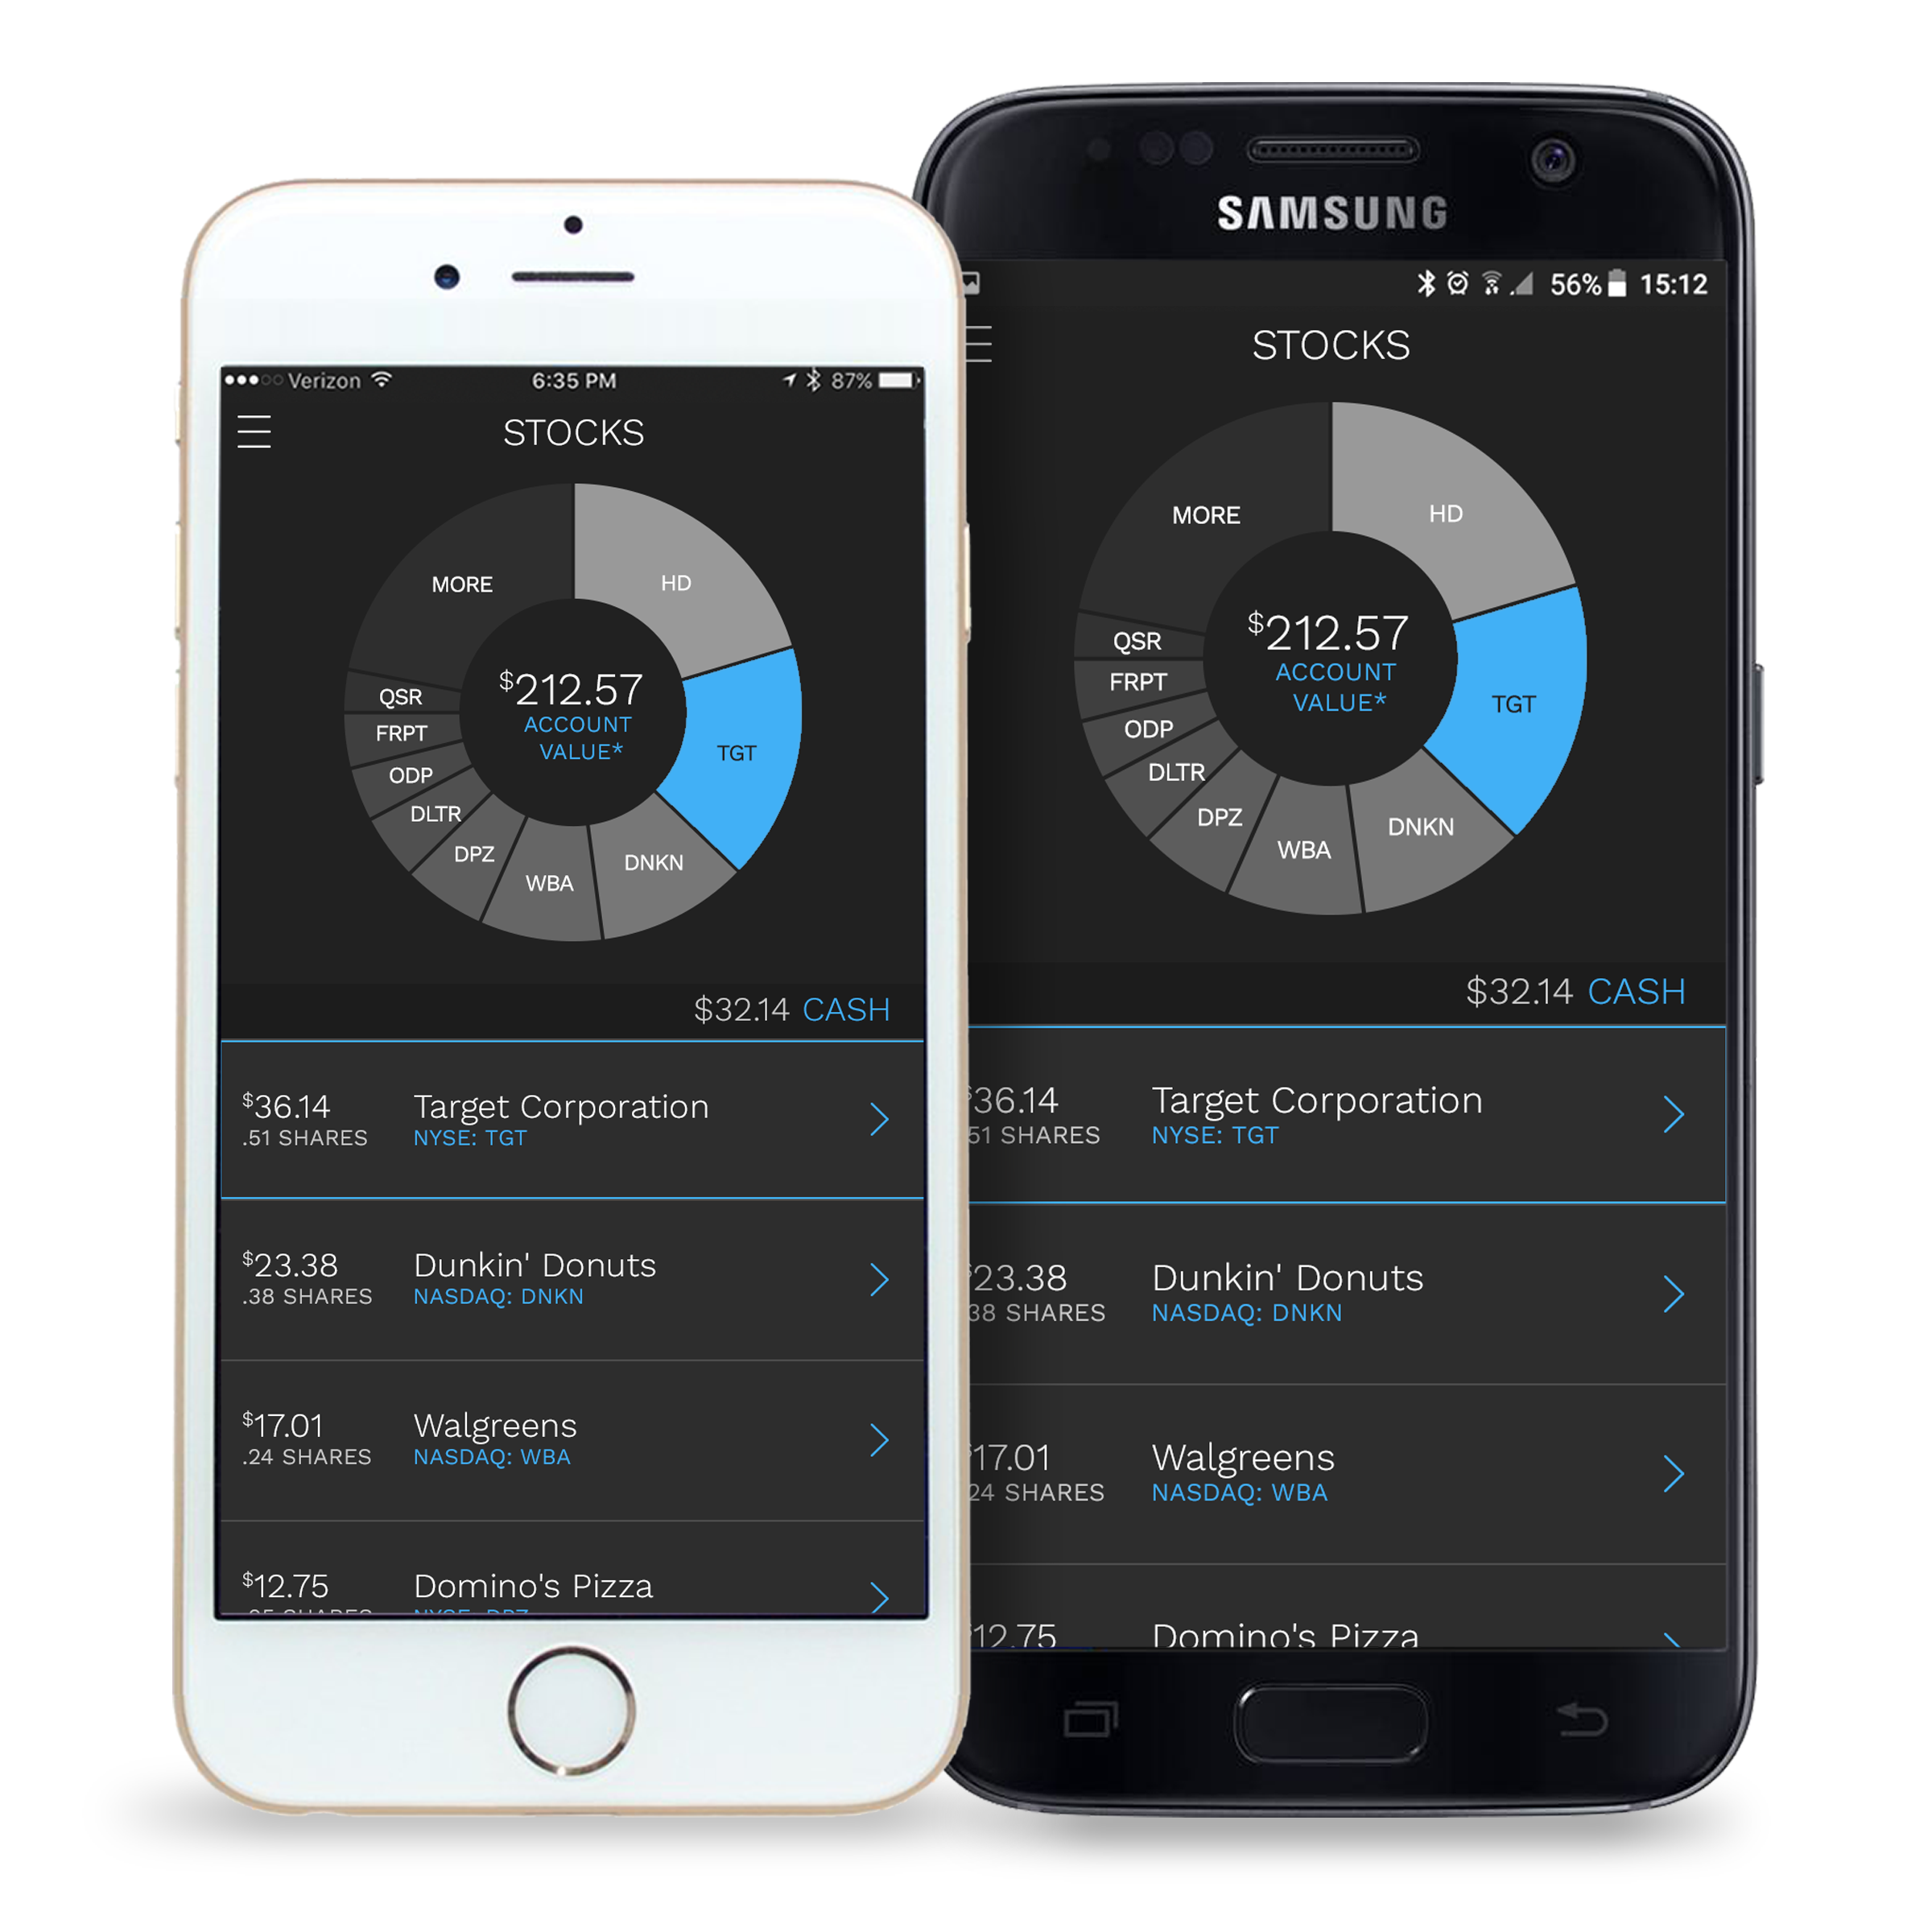 ●●●○○ Verizon 6:35 PM 87%
STOCKS
MORE
HD
QSR
FRPT
ODP
DLTR
DPZ
WBA
DNKN
TGT
$212.57
ACCOUNT
VALUE*
$32.14 CASH
$36.14 Target Corporation
.51 SHARES NYSE: TGT
$23.38 Dunkin' Donuts
.38 SHARES NASDAQ: DNKN
$17.01 Walgreens
.24 SHARES NASDAQ: WBA
$12.75 Domino's Pizza
SHARES NYSE: DPZ
SAMSUNG
56% 15:12
STOCKS
MORE
HD
QSR
FRPT
ODP
DLTR
DPZ
WBA
DNKN
TGT
$212.57
ACCOUNT
VALUE*
$32.14 CASH
36.14 Target Corporation
51 SHARES NYSE: TGT
23.38 Dunkin' Donuts
38 SHARES NASDAQ: DNKN
17.01 Walgreens
24 SHARES NASDAQ: WBA
12.75 Domino's Pizza